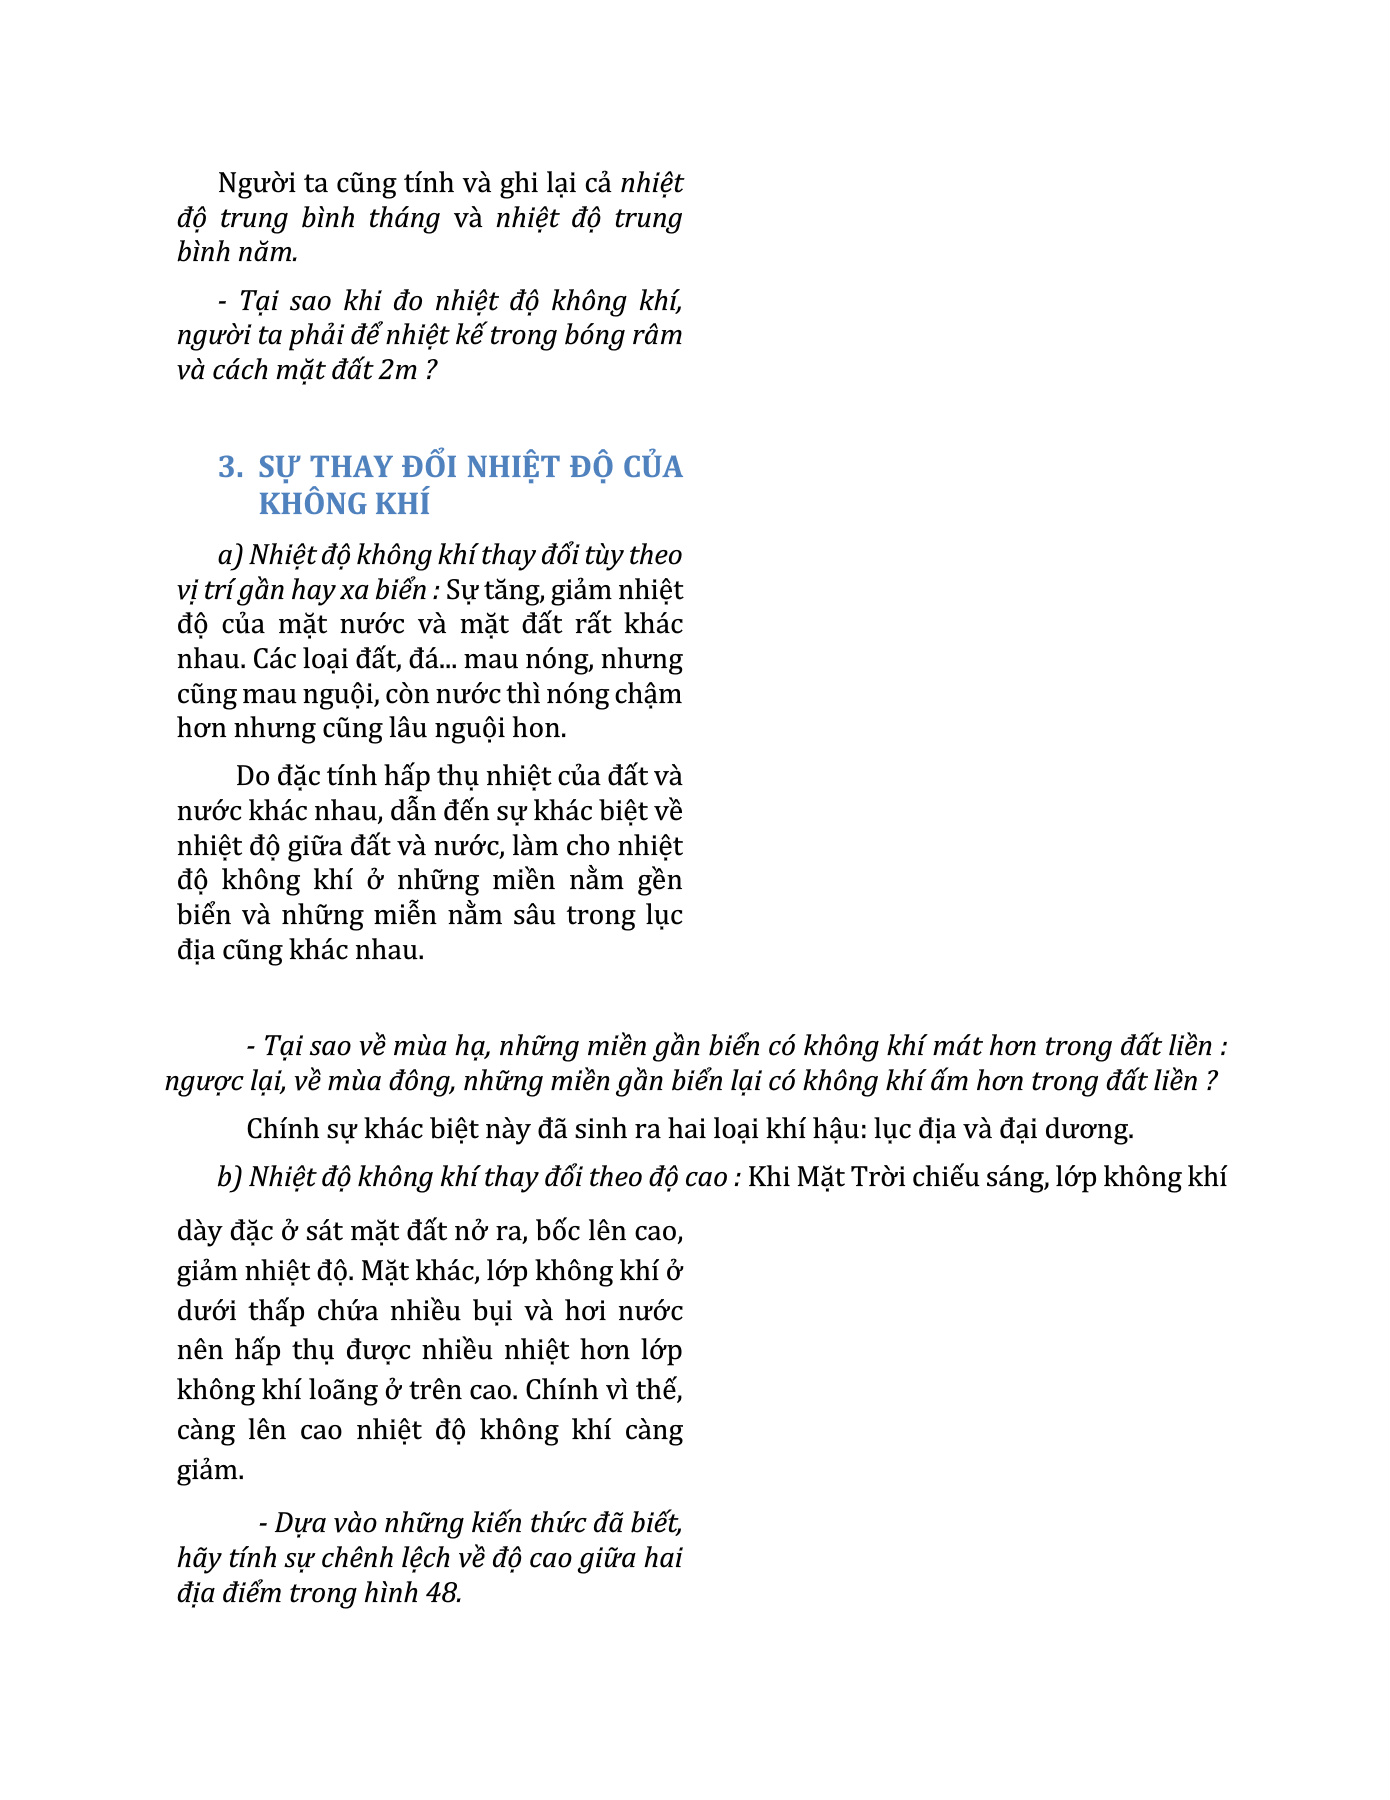 Người ta cũng tính và ghi lại cả nhiệt
độ trung bình tháng và nhiệt độ trung
bình năm.
- Tại sao khi đo nhiệt độ không khí,
người ta phải để nhiệt kế trong bóng râm
và cách mặt đất 2m ?
3. SỰ THAY ĐỔI NHIỆT ĐỘ CỦA
KHÔNG KHÍ
a) Nhiệt độ không khí thay đổi tùy theo
vị trí gần hay xa biển : Sự tăng, giảm nhiệt
độ của mặt nước và mặt đất rất khác
nhau. Các loại đất, đá... mau nóng, nhưng
cũng mau nguội, còn nước thì nóng chậm
hơn nhưng cũng lâu nguội hon.
Do đặc tính hấp thụ nhiệt của đất và
nước khác nhau, dẫn đến sự khác biệt về
nhiệt độ giữa đất và nước, làm cho nhiệt
độ không khí ở những miền nằm gền
biển và những miễn nằm sâu trong lục
địa cũng khác nhau.
- Tại sao về mùa hạ, những miền gần biển có không khí mát hơn trong đất liền :
ngược lại, về mùa đông, những miền gần biển lại có không khí ấm hơn trong đất liền ?
Chính sự khác biệt này đã sinh ra hai loại khí hậu: lục địa và đại dương.
b) Nhiệt độ không khí thay đổi theo độ cao : Khi Mặt Trời chiếu sáng, lớp không khí
dày đặc ở sát mặt đất nở ra, bốc lên cao,
giảm nhiệt độ. Mặt khác, lớp không khí ở
dưới thấp chứa nhiều bụi và hơi nước
nên hấp thụ được nhiều nhiệt hơn lớp
không khí loãng ở trên cao. Chính vì thế,
càng lên cao nhiệt độ không khí càng
giảm.
- Dựa vào những kiến thức đã biết,
hãy tính sự chênh lệch về độ cao giữa hai
địa điểm trong hình 48.